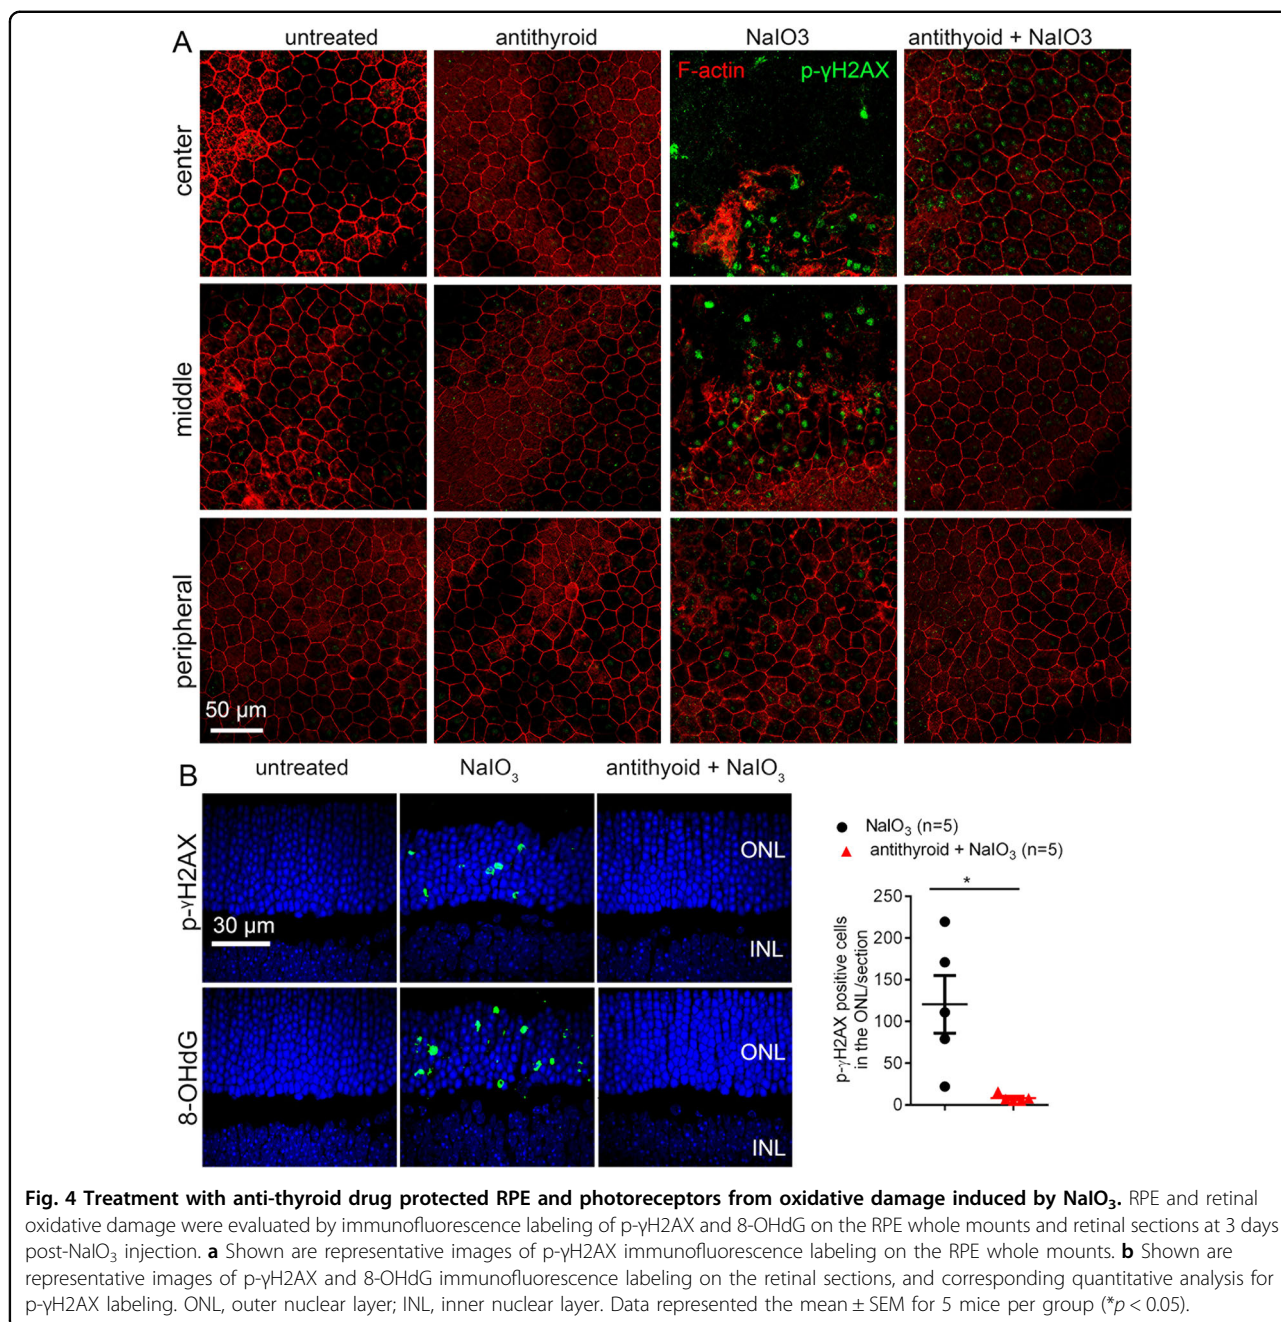 A
untreated
antithyroid
NaIO3
antithyoid + NaIO3
F-actin
p-γH2AX
center
middle
peripheral
50 µm
B
untreated
NaIO₃
antithyoid + NaIO₃
p-γH2AX
ONL
30 µm
INL
8-OHdG
ONL
INL
NaIO₃ (n=5)
antithyroid + NaIO₃ (n=5)
*
250
200
150
100
50
0
p-γH2AX positive cells
in the ONL/section
Fig. 4 Treatment with anti-thyroid drug protected RPE and photoreceptors from oxidative damage induced by NaIO₃. RPE and retinal
oxidative damage were evaluated by immunofluorescence labeling of p-γH2AX and 8-OHdG on the RPE whole mounts and retinal sections at 3 days
post-NaIO₃ injection. a Shown are representative images of p-γH2AX immunofluorescence labeling on the RPE whole mounts. b Shown are
representative images of p-γH2AX and 8-OHdG immunofluorescence labeling on the retinal sections, and corresponding quantitative analysis for
p-γH2AX labeling. ONL, outer nuclear layer; INL, inner nuclear layer. Data represented the mean ± SEM for 5 mice per group (*p < 0.05).